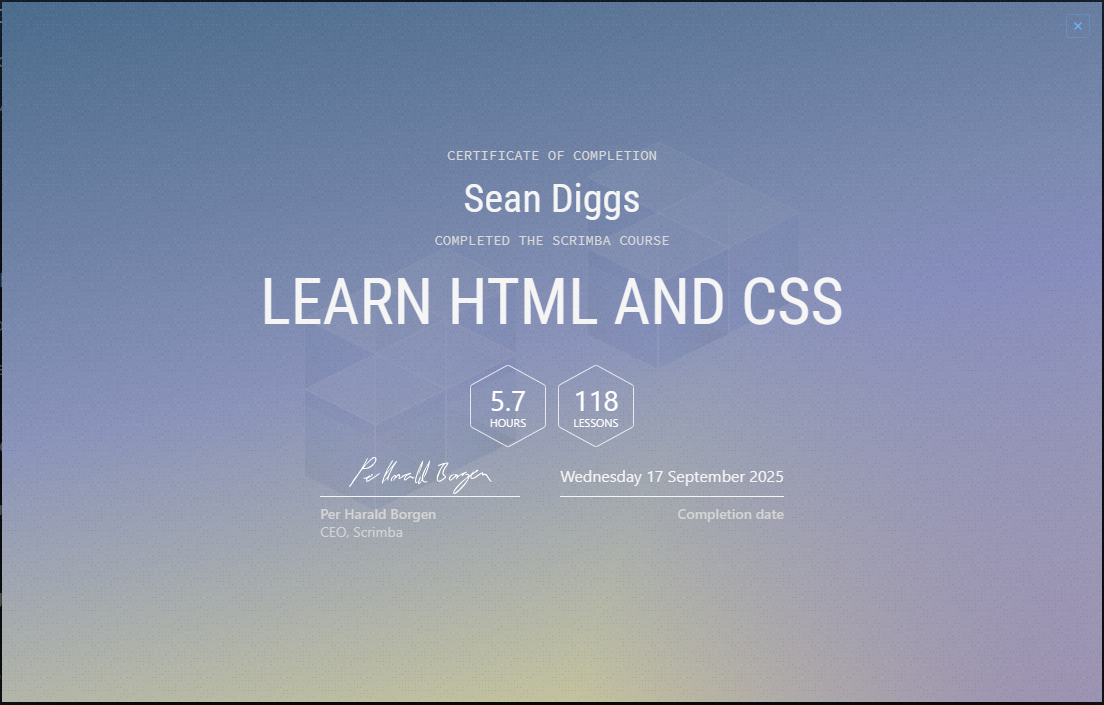 CERTIFICATE OF COMPLETION
Sean Diggs
COMPLETED THE SCRIMBA COURSE
LEARN HTML AND CSS
5.7
HOURS
118
LESSONS
Per Harald Borgen
Wednesday 17 September 2025
Per Harald Borgen
CEO, Scrimba
Completion date